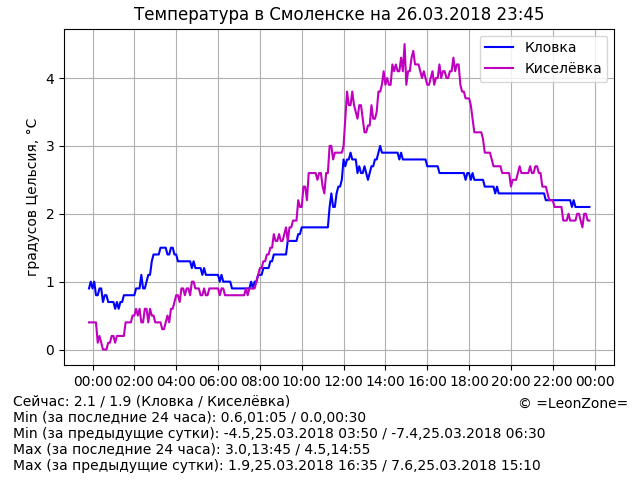 Температура в Смоленске на 26.03.2018 23:45
Кловка
Киселёвка
градусов Цельсия, °C
4
3
2
1
0
00:00 02:00 04:00 06:00 08:00 10:00 12:00 14:00 16:00 18:00 20:00 22:00 00:00
Сейчас: 2.1 / 1.9 (Кловка / Киселёвка)
© =LeonZone=
Min (за последние 24 часа): 0.6,01:05 / 0.0,00:30
Min (за предыдущие сутки): -4.5,25.03.2018 03:50 / -7.4,25.03.2018 06:30
Max (за последние 24 часа): 3.0,13:45 / 4.5,14:55
Max (за предыдущие сутки): 1.9,25.03.2018 16:35 / 7.6,25.03.2018 15:10